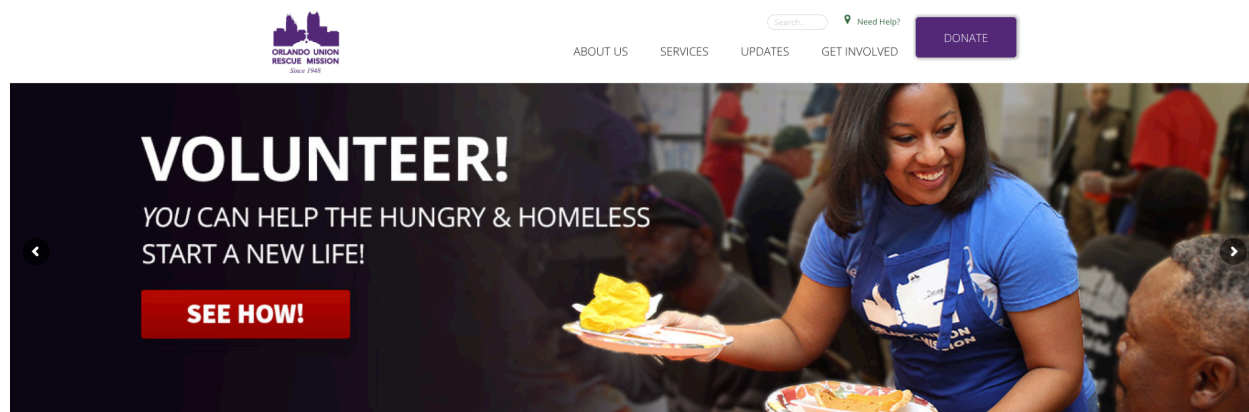 ORLANDO UNION
RESCUE MISSION
Since 1948
Search...
Need Help?
ABOUT US
SERVICES
UPDATES
GET INVOLVED
DONATE
VOLUNTEER!
YOU CAN HELP THE HUNGRY & HOMELESS
START A NEW LIFE!
SEE HOW!